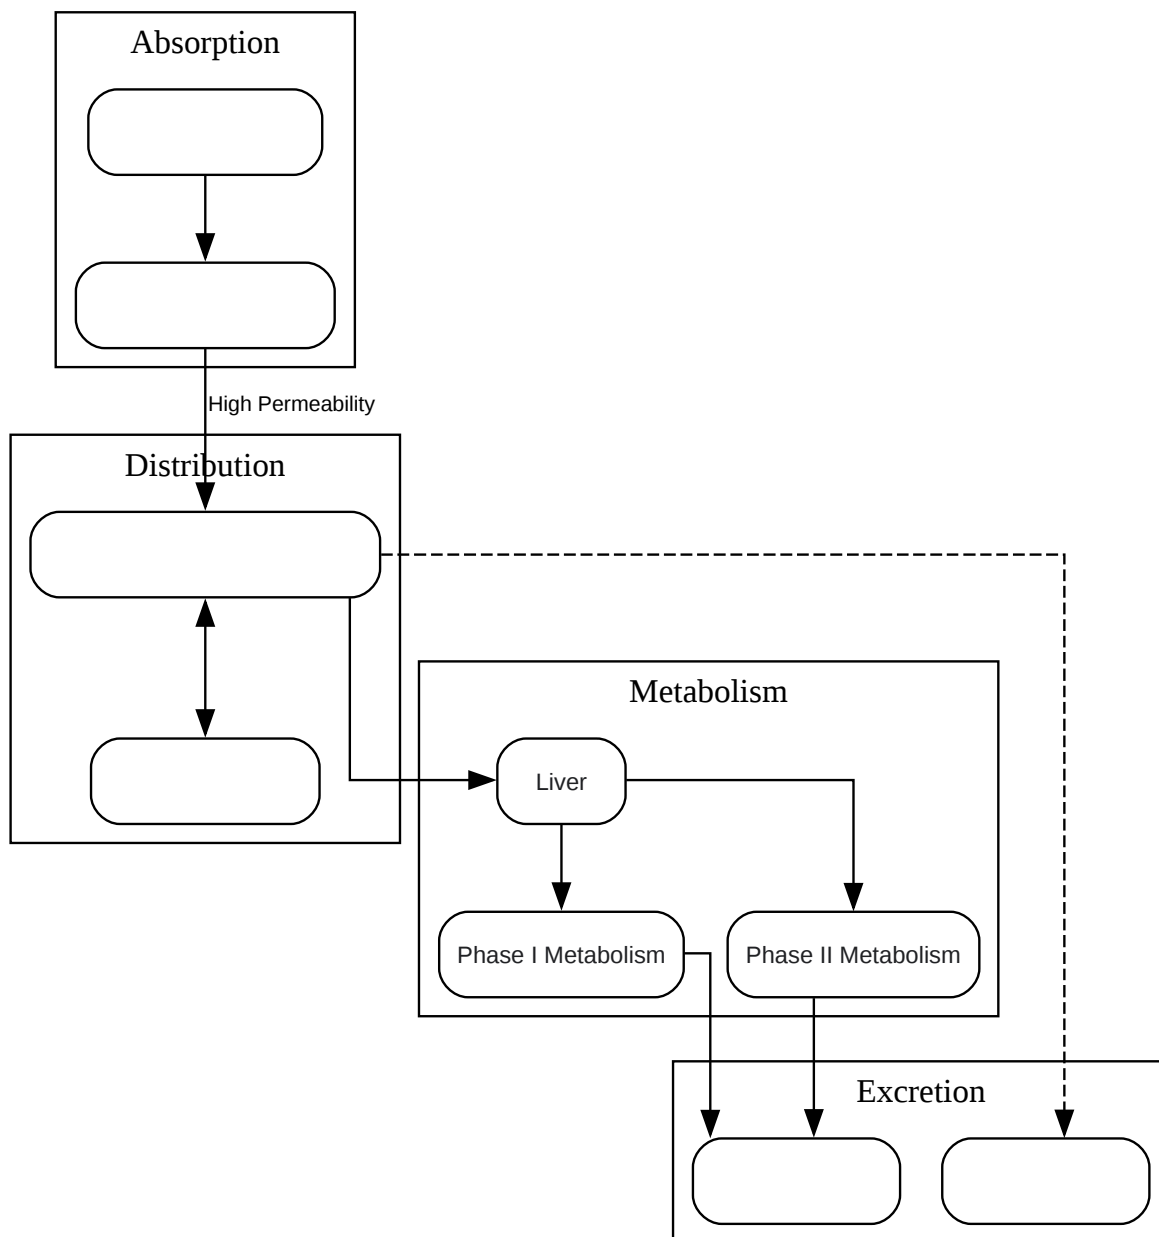 Absorption
High Permeability
Distribution
Metabolism
Liver
Phase I Metabolism
Phase II Metabolism
Excretion